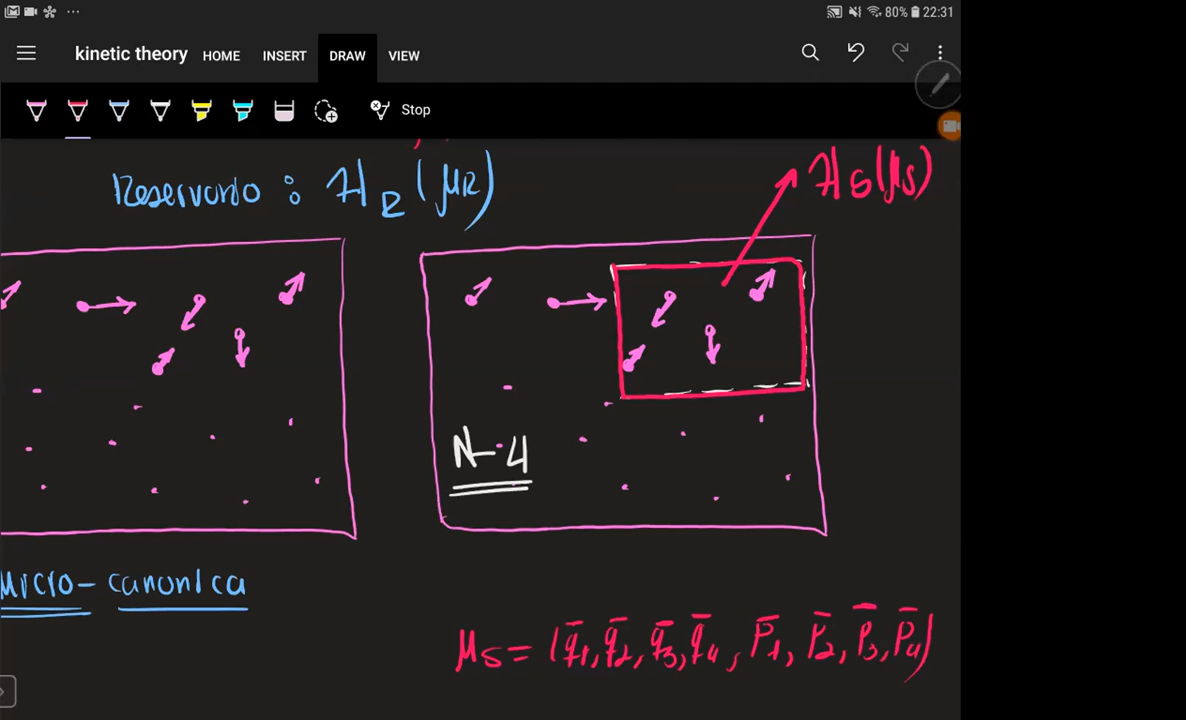 80% 22:31
kinetic theory HOME INSERT DRAW VIEW
Stop
Reservorio : H_R (μ_R)
H_S(μ_S)
N-4
Micro-canonica
μ_S = (q̄1, q̄2, q̄3, q̄4, p̄1, p̄2, p̄3, p̄4)